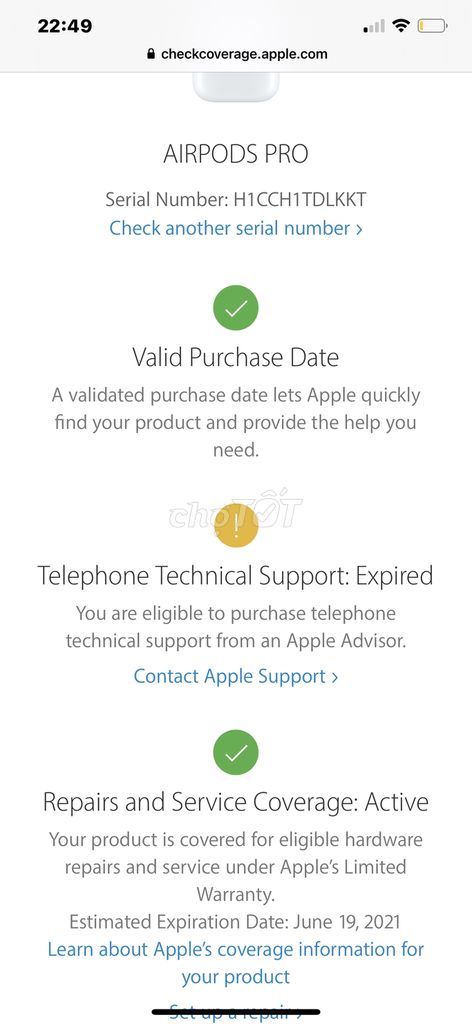 22:49
checkcoverage.apple.com
AIRPODS PRO
Serial Number: H1CCH1TDLKKT
Check another serial number >
Valid Purchase Date
A validated purchase date lets Apple quickly
find your product and provide the help you
need.
chợTỐT
!
Telephone Technical Support: Expired
You are eligible to purchase telephone
technical support from an Apple Advisor.
Contact Apple Support >
Repairs and Service Coverage: Active
Your product is covered for eligible hardware
repairs and service under Apple’s Limited
Warranty.
Estimated Expiration Date: June 19, 2021
Learn about Apple’s coverage information for
your product
Set up a repair >